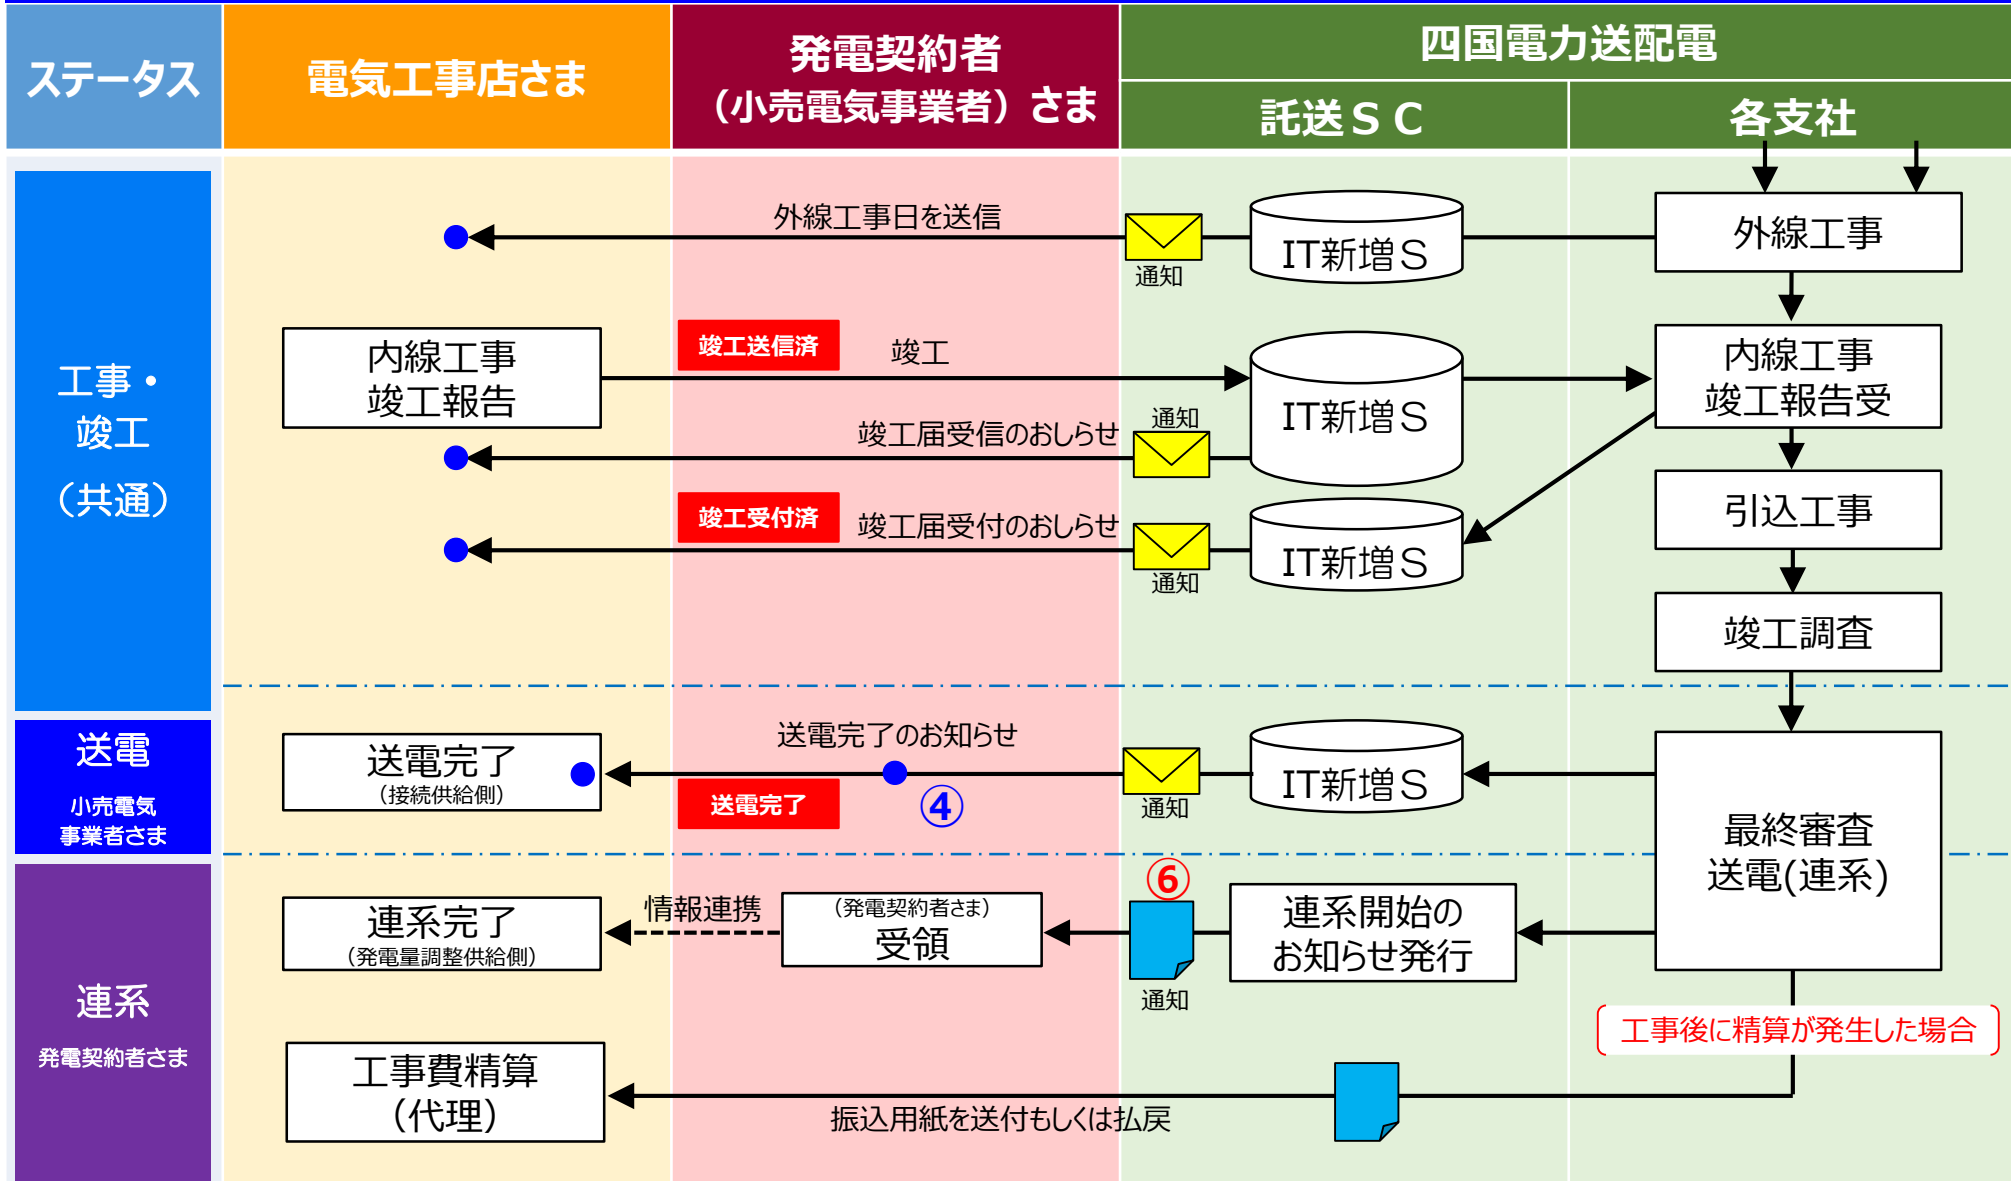 ステータス
電気工事店さま
発電契約者
（小売電気事業者）さま
四国電力送配電
託送ＳＣ
各支社
工事・
竣工
（共通）
外線工事日を送信
通知
IT新増Ｓ
外線工事
内線工事
竣工報告
竣工送信済
竣工
IT新増Ｓ
内線工事
竣工報告受
竣工届受信のおしらせ
通知
竣工受付済
竣工届受付のおしらせ
通知
IT新増Ｓ
引込工事
竣工調査
送電
小売電気
事業者さま
送電完了
（接続供給側）
送電完了のお知らせ
送電完了
④
通知
IT新増Ｓ
最終審査
送電(連系)
連系
発電契約者さま
連系完了
（発電量調整供給側）
情報連携
（発電契約者さま）
受領
⑥
通知
連系開始の
お知らせ発行
工事後に精算が発生した場合
工事費精算
（代理）
振込用紙を送付もしくは払戻